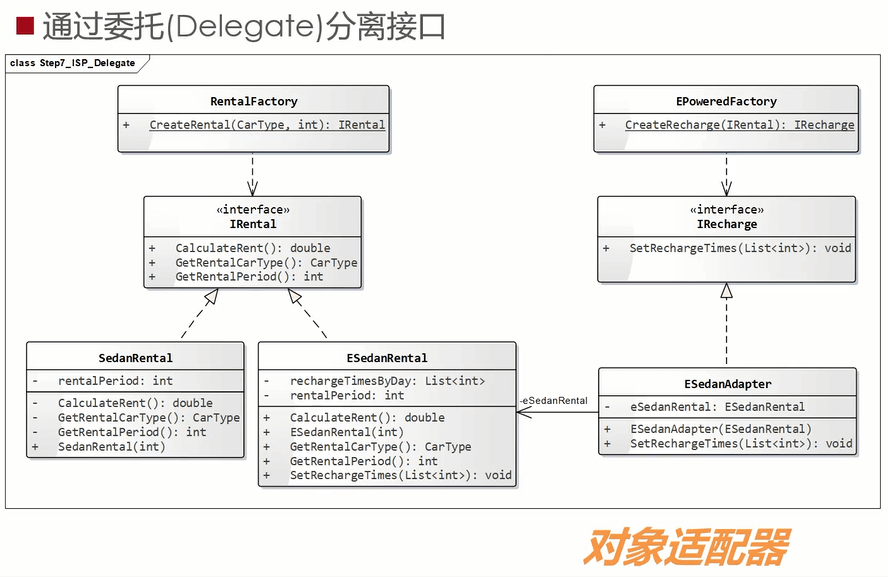 通过委托(Delegate)分离接口
class Step7_ISP_Delegate
RentalFactory
+ CreateRental(CarType, int): IRental
EPoweredFactory
+ CreateRecharge(IRental): IRecharge
«interface»
IRental
+ CalculateRent(): double
+ GetRentalCarType(): CarType
+ GetRentalPeriod(): int
«interface»
IRecharge
+ SetRechargeTimes(List<int>): void
SedanRental
- rentalPeriod: int
- CalculateRent(): double
- GetRentalCarType(): CarType
- GetRentalPeriod(): int
+ SedanRental(int)
ESedanRental
- rechargeTimesByDay: List<int>
- rentalPeriod: int
+ CalculateRent(): double
+ ESedanRental(int)
+ GetRentalCarType(): CarType
+ GetRentalPeriod(): int
+ SetRechargeTimes(List<int>): void
-eSedanRental
ESedanAdapter
- eSedanRental: ESedanRental
+ ESedanAdapter(ESedanRental)
+ SetRechargeTimes(List<int>): void
对象适配器